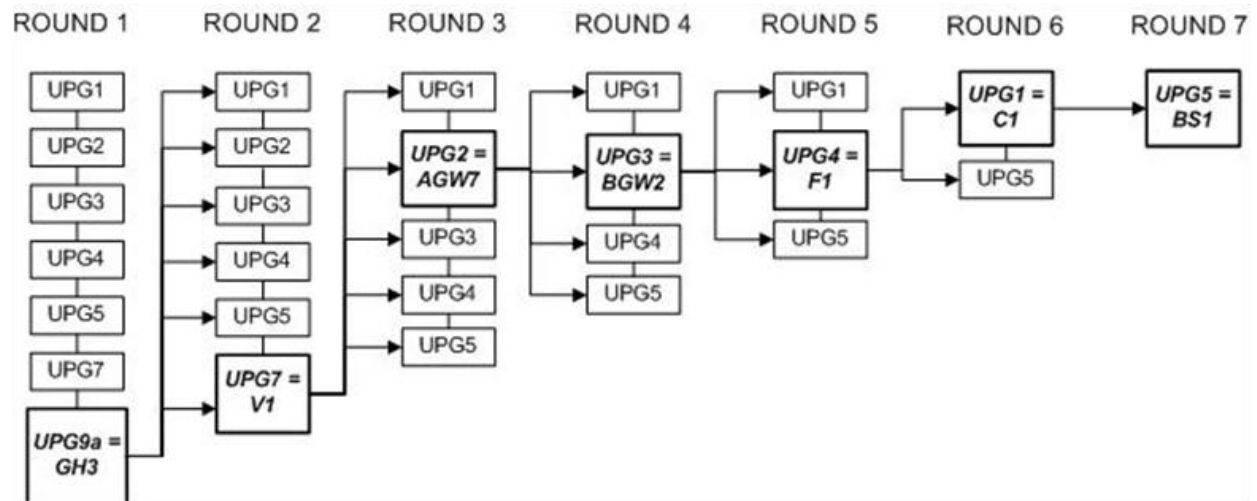 ROUND 1
ROUND 2
ROUND 3
ROUND 4
ROUND 5
ROUND 6
ROUND 7
UPG1
UPG2
UPG3
UPG4
UPG5
UPG7
UPG9a =
GH3
UPG1
UPG2
UPG3
UPG4
UPG5
UPG7 =
V1
UPG1
UPG2 =
AGW7
UPG3
UPG4
UPG5
UPG1
UPG3 =
BGW2
UPG4
UPG5
UPG1
UPG4 =
F1
UPG5
UPG1 =
C1
UPG5
UPG5 =
BS1